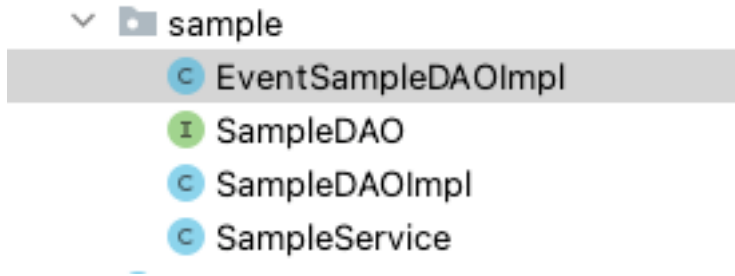 sample
C EventSampleDAOImpl
I SampleDAO
C SampleDAOImpl
C SampleService